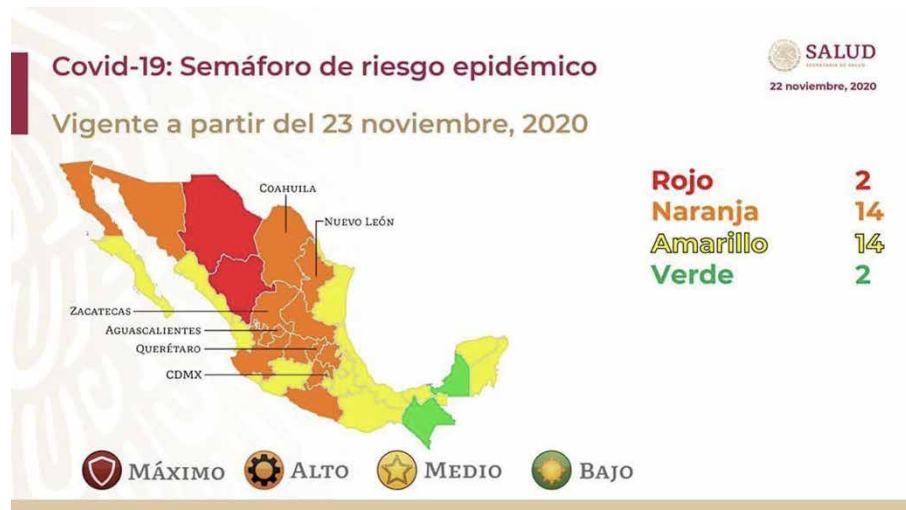 Covid-19: Semáforo de riesgo epidémico
SALUD
SECRETARÍA DE SALUD
22 noviembre, 2020
Vigente a partir del 23 noviembre, 2020
Rojo 2
Naranja 14
Amarillo 14
Verde 2
COAHUILA
NUEVO LEÓN
ZACATECAS
AGUASCALIENTES
QUERÉTARO
CDMX
MÁXIMO ALTO MEDIO BAJO